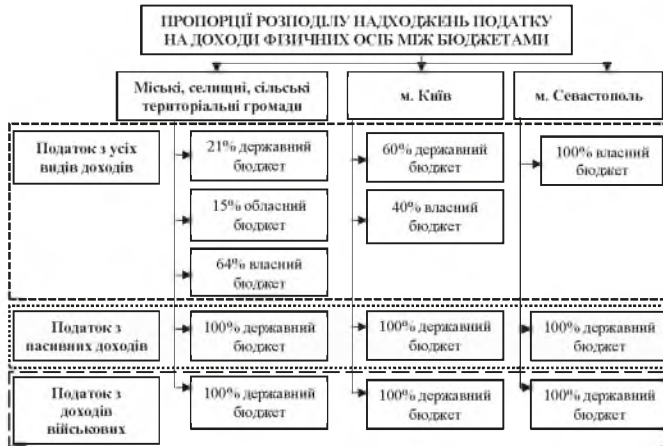 ПРОПОРЦІЇ РОЗПОДІЛУ НАДХОДЖЕНЬ ПОДАТКУ
НА ДОХОДИ ФІЗИЧНИХ ОСІБ МІЖ БЮДЖЕТАМИ
Міські, селищні, сільські
територіальні громади
м. Київ
м. Севастополь
Податок з усіх
видів доходів
21% державний
бюджет
60% державний
бюджет
100% власний
бюджет
15% обласний
бюджет
40% власний
бюджет
64% власний
бюджет
Податок з
пасивних доходів
100% державний
бюджет
100% державний
бюджет
100% державний
бюджет
Податок з
доходів
військових
100% державний
бюджет
100% державний
бюджет
100% державний
бюджет